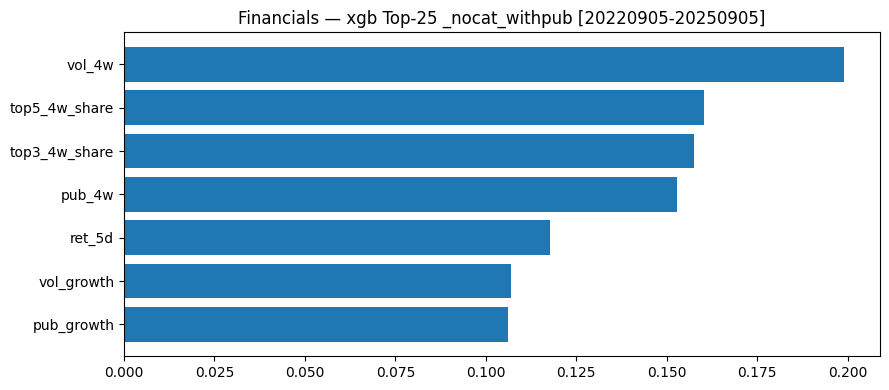 Financials — xgb Top-25 _nocat_withpub [20220905-20250905]
vol_4w
top5_4w_share
top3_4w_share
pub_4w
ret_5d
vol_growth
pub_growth
0.000 0.025 0.050 0.075 0.100 0.125 0.150 0.175 0.200